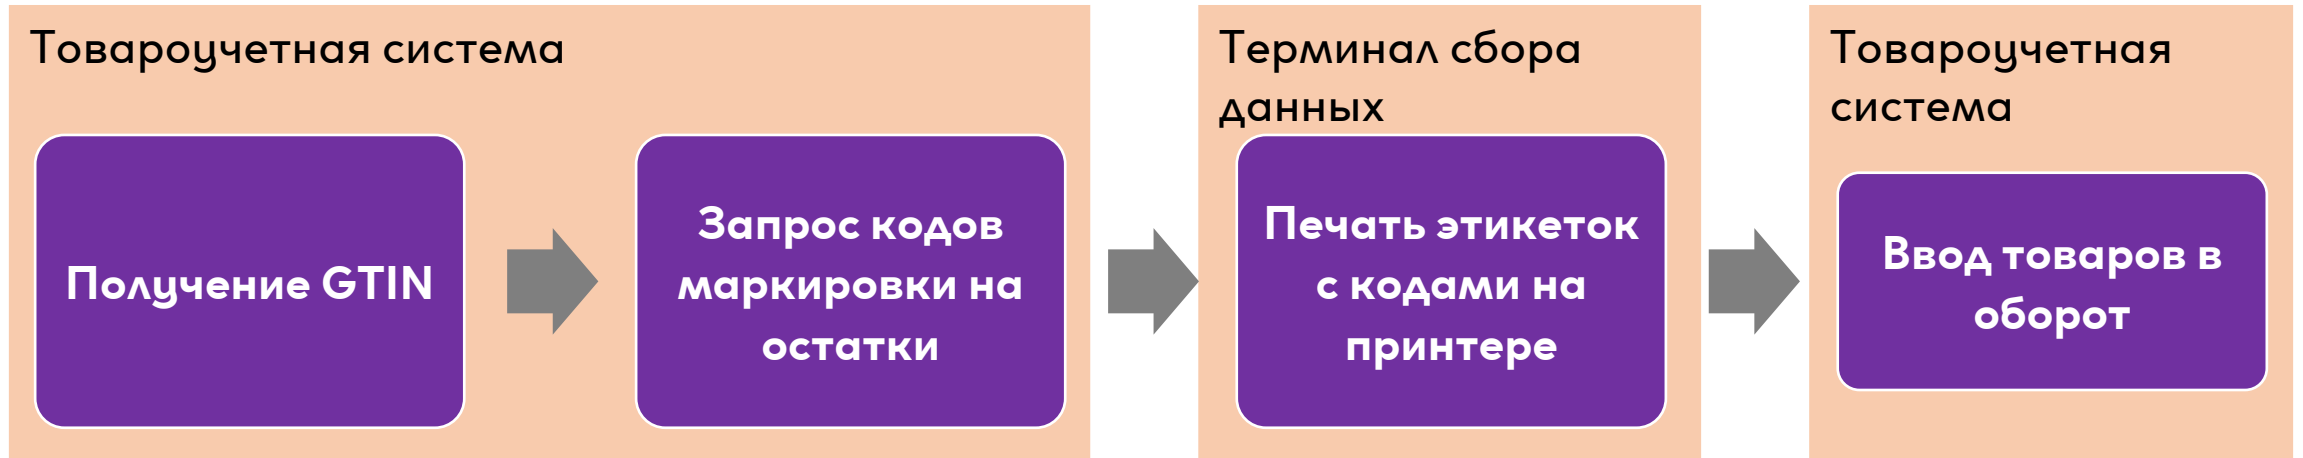 Товароучетная система
Получение GTIN
Запрос кодов
маркировки на
остатки
Терминал сбора
данных
Печать этикеток
с кодами на
принтере
Товароучетная
система
Ввод товаров в
оборот